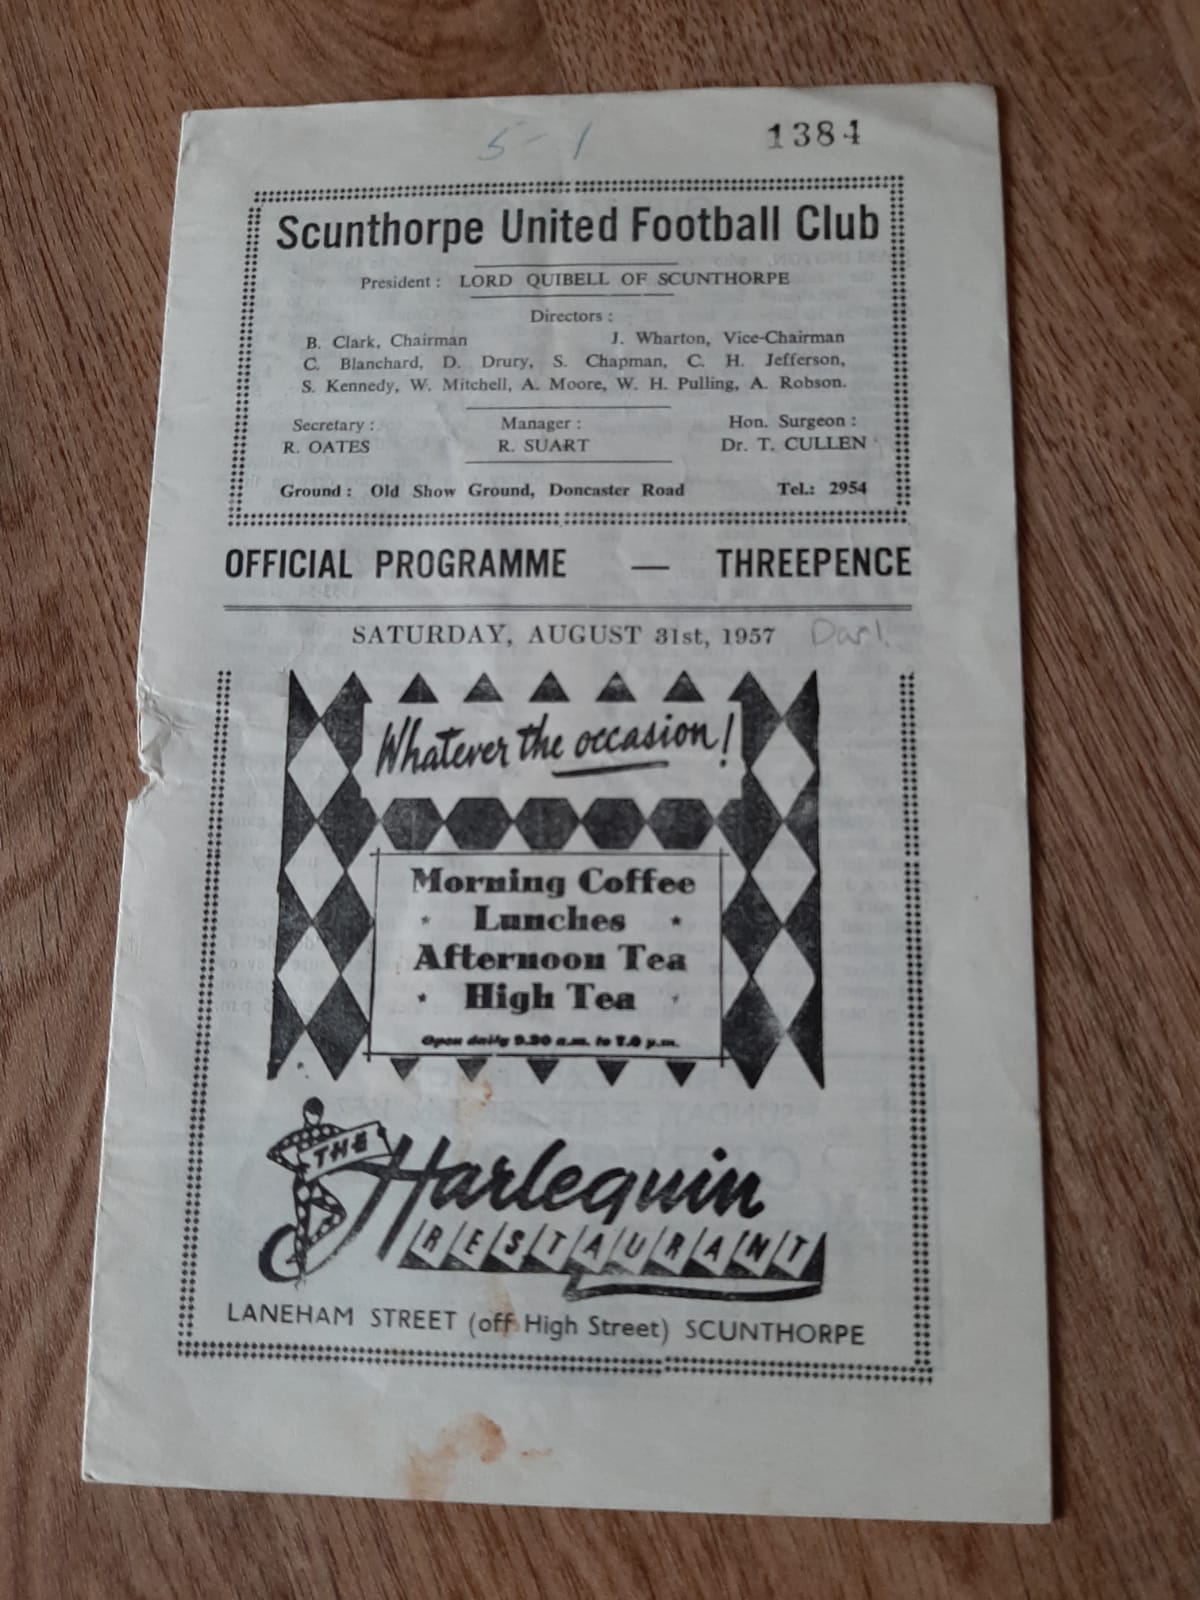 5-1
1384
Scunthorpe United Football Club
President : LORD QUIBELL OF SCUNTHORPE
Directors :
B. Clark, Chairman J. Wharton, Vice-Chairman
C. Blanchard, D. Drury, S. Chapman, C. H. Jefferson,
S. Kennedy, W. Mitchell, A. Moore, W. H. Pulling, A. Robson.
Secretary : Manager : Hon. Surgeon :
R. OATES R. SUART Dr. T. CULLEN
Ground : Old Show Ground, Doncaster Road Tel.: 2954
OFFICIAL PROGRAMME — THREEPENCE
SATURDAY, AUGUST 31st, 1957 Darl.
Whatever the occasion!
Morning Coffee
Lunches
Afternoon Tea
High Tea
Open daily 9.30 a.m. to 7.0 p.m.
THE
Harlequin
RESTAURANT
LANEHAM STREET (off High Street) SCUNTHORPE